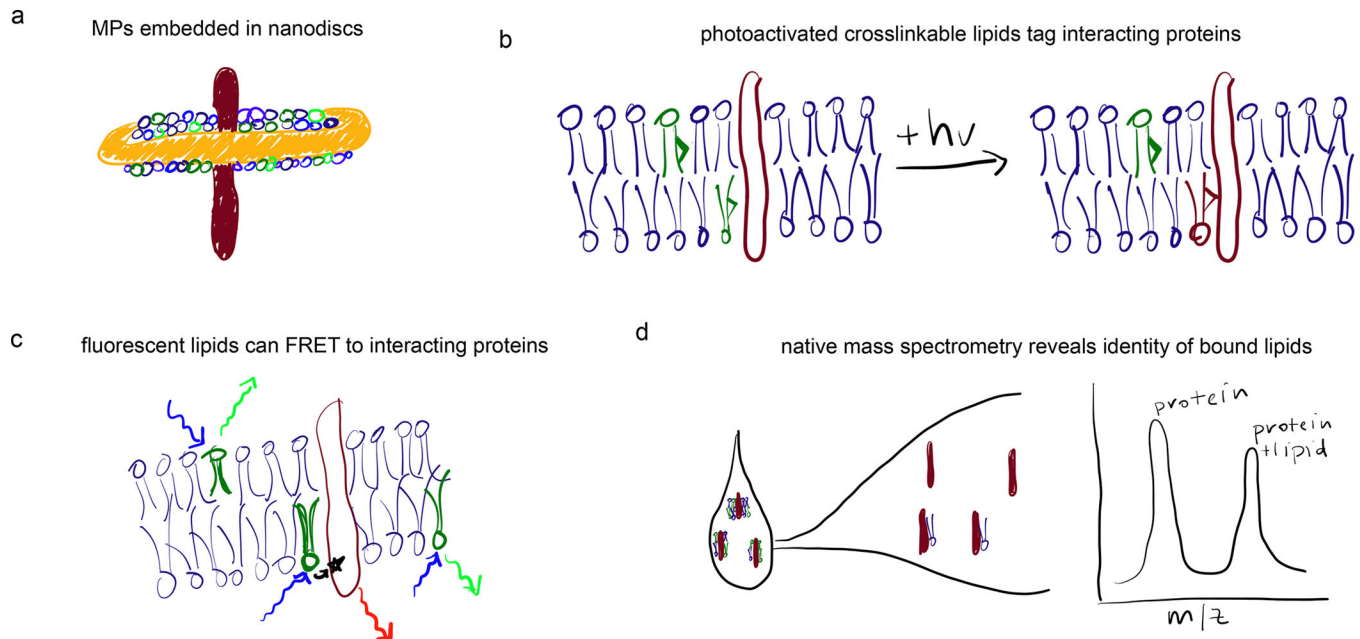 a
MPs embedded in nanodiscs
b
photoactivated crosslinkable lipids tag interacting proteins
+hν
c
fluorescent lipids can FRET to interacting proteins
d
native mass spectrometry reveals identity of bound lipids
protein
protein
+lipid
m/z